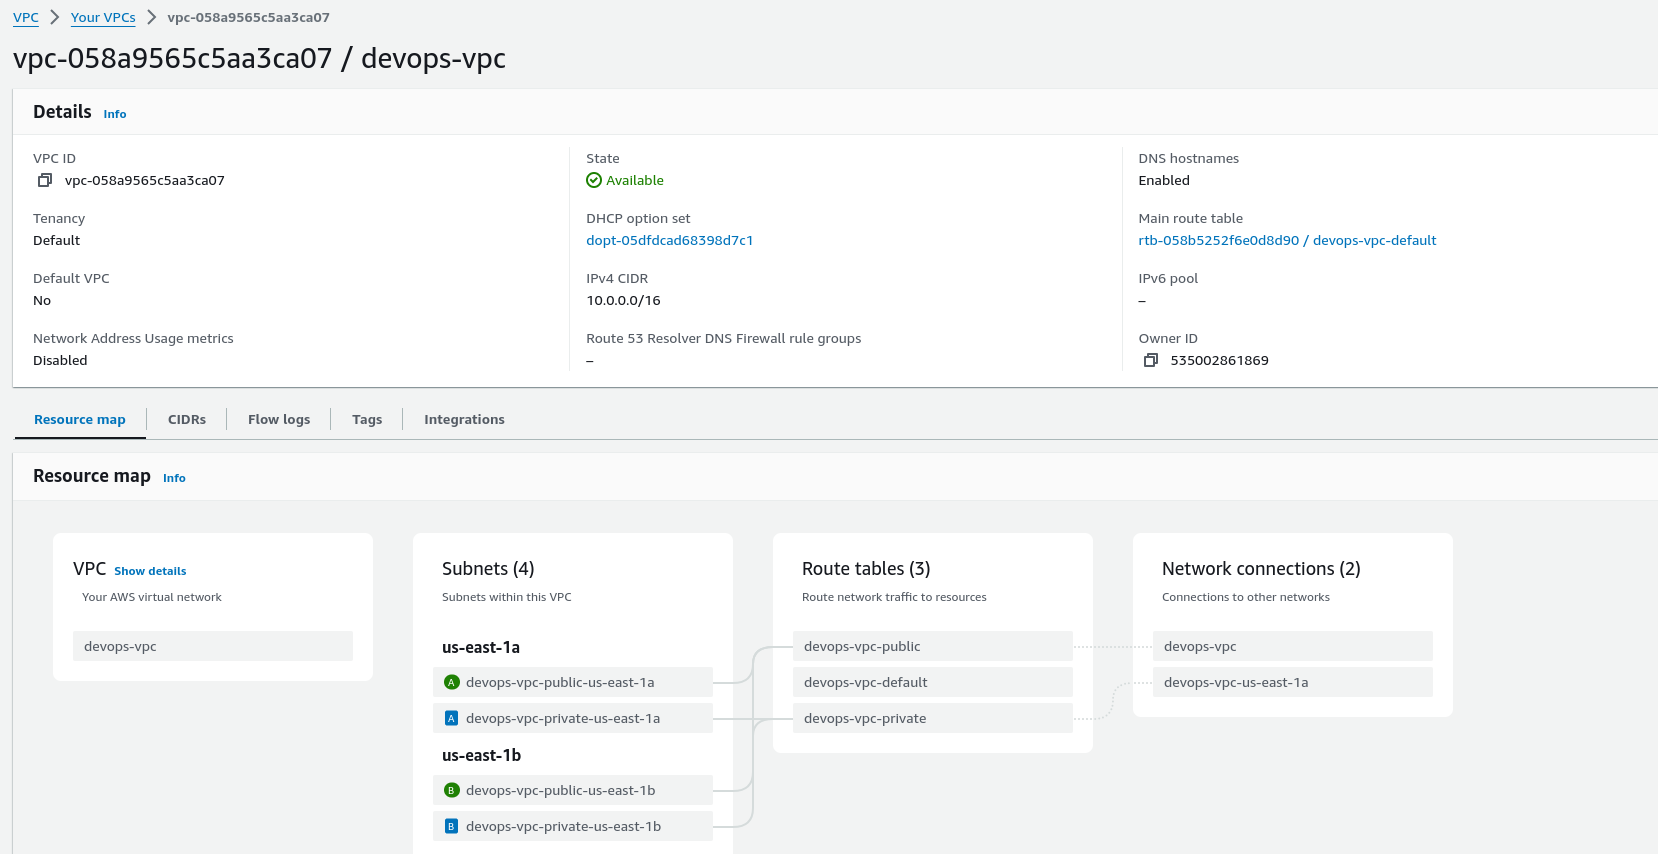 VPC > Your VPCs > vpc-058a9565c5aa3ca07
vpc-058a9565c5aa3ca07 / devops-vpc
Details Info
VPC ID
vpc-058a9565c5aa3ca07
State
Available
DNS hostnames
Enabled
Tenancy
Default
DHCP option set
dopt-05dfdcad68398d7c1
Main route table
rtb-058b5252f6e0d8d90 / devops-vpc-default
Default VPC
No
IPv4 CIDR
10.0.0.0/16
IPv6 pool
–
Network Address Usage metrics
Disabled
Route 53 Resolver DNS Firewall rule groups
–
Owner ID
535002861869
Resource map CIDRs Flow logs Tags Integrations
Resource map Info
VPC Show details
Your AWS virtual network
devops-vpc
Subnets (4)
Subnets within this VPC
us-east-1a
A devops-vpc-public-us-east-1a
A devops-vpc-private-us-east-1a
us-east-1b
B devops-vpc-public-us-east-1b
B devops-vpc-private-us-east-1b
Route tables (3)
Route network traffic to resources
devops-vpc-public
devops-vpc-default
devops-vpc-private
Network connections (2)
Connections to other networks
devops-vpc
devops-vpc-us-east-1a